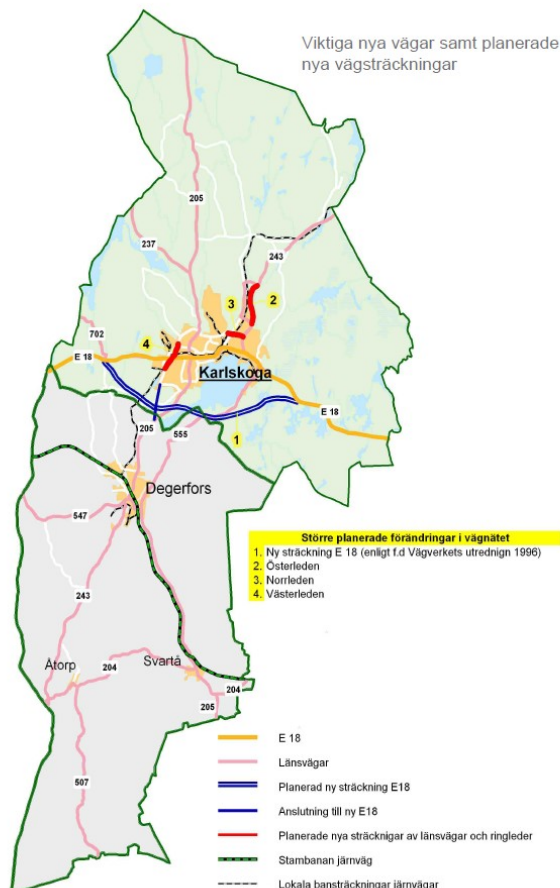 Viktiga nya vägar samt planerade
nya vägsträckningar
205
237
243
3
2
4
702
E 18
Karlskoga
E 18
205
555
1
Degerfors
547
243
Större planerade förändringar i vägnätet
1. Ny sträckning E 18 (enligt f.d Vägverkets utrednign 1996)
2. Österleden
3. Norrleden
4. Västerleden
Åtorp
204
Svartå
204
205
507
E 18
Länsvägar
Planerad ny sträckning E18
Anslutning till ny E18
Planerade nya sträcknigar av länsvägar och ringleder
Stambanan järnväg
Lokala bansträckningar järnvägar